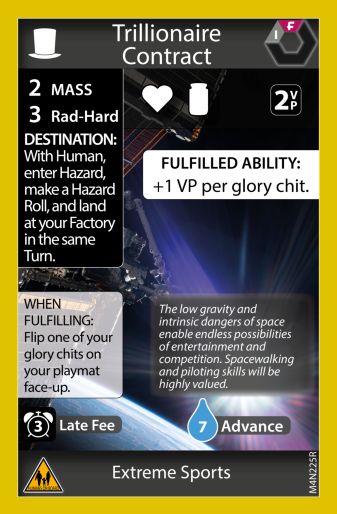 Trillionaire
Contract
I F
2 MASS
3 Rad-Hard
2 VP
DESTINATION:
With Human,
enter Hazard,
make a Hazard
Roll, and land
at your Factory
in the same
Turn.
FULFILLED ABILITY:
+1 VP per glory chit.
WHEN
FULFILLING:
Flip one of your
glory chits on
your playmat
face-up.
The low gravity and
intrinsic dangers of space
enable endless possibilities
of entertainment and
competition. Spacewalking
and piloting skills will be
highly valued.
3 Late Fee
7 Advance
Extreme Sports
M4N225R